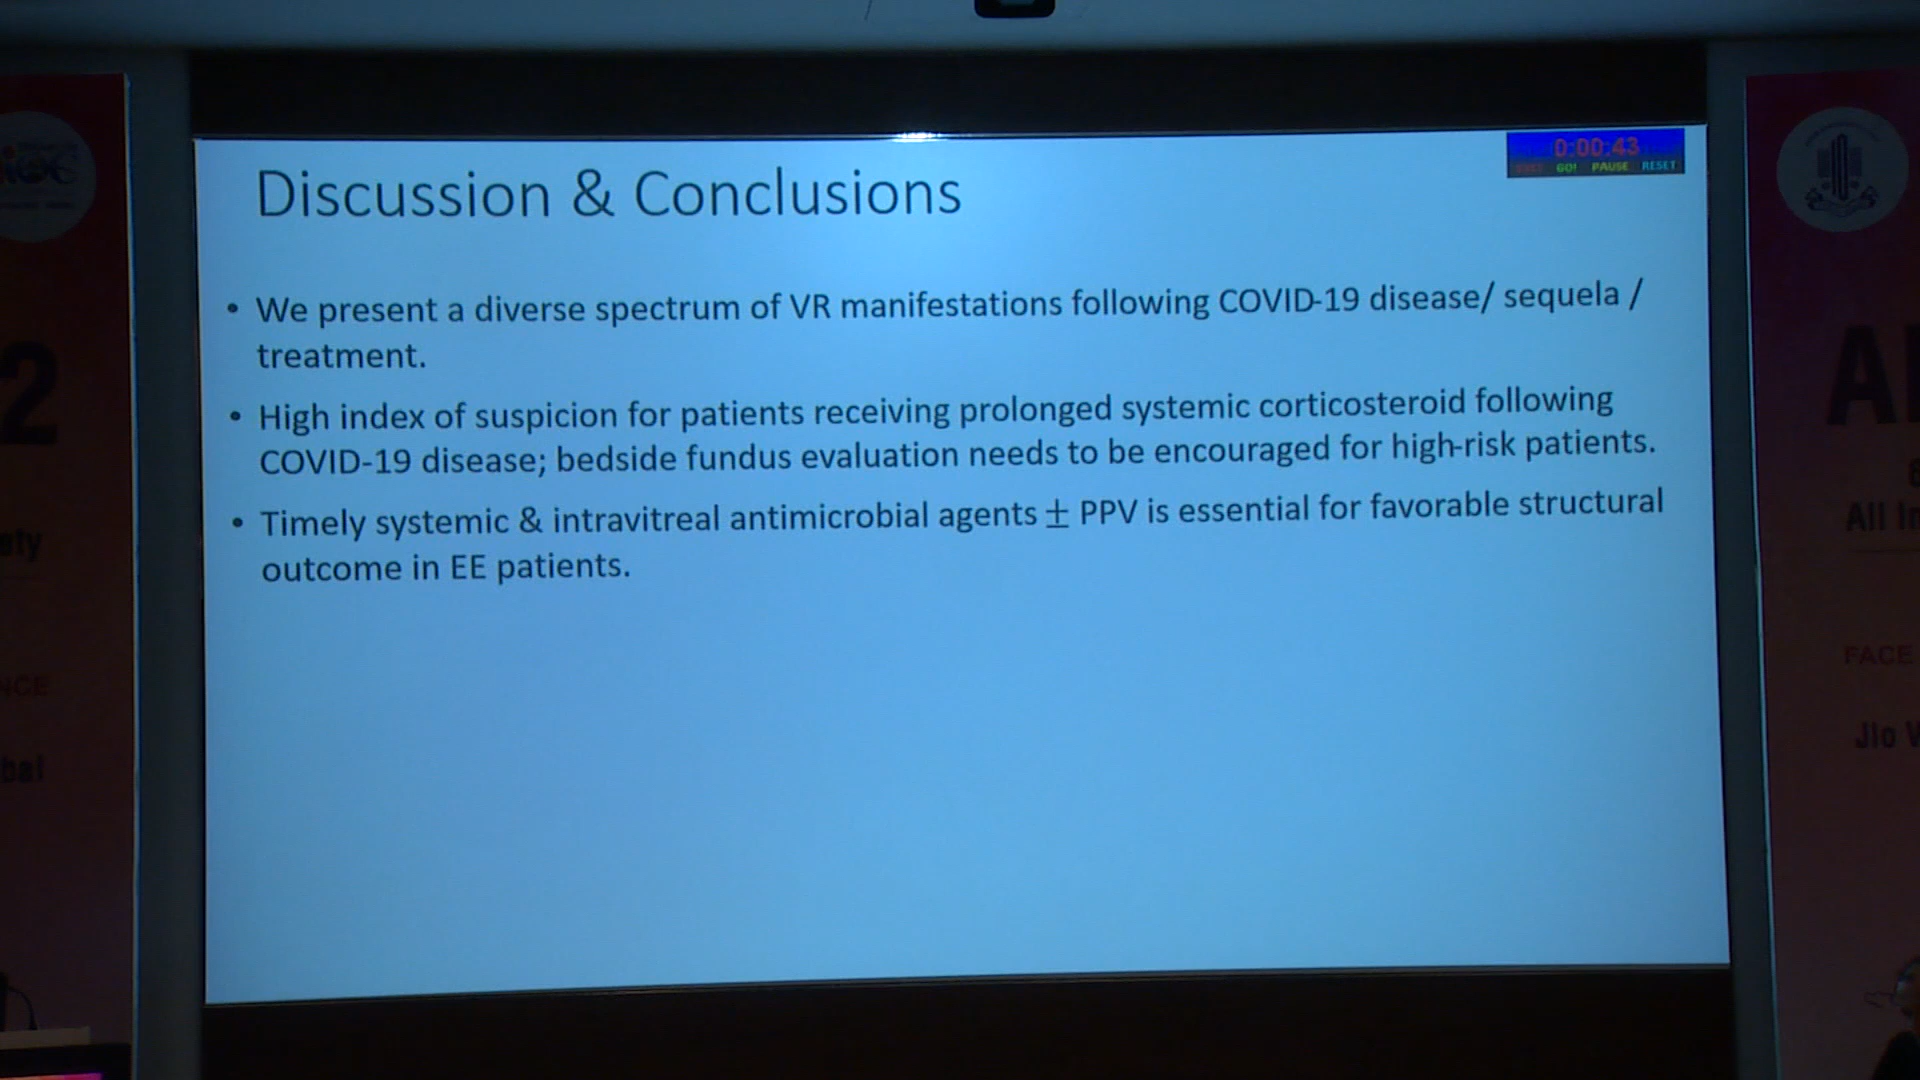 0:00:43
GO! PAUSE RESET
Discussion & Conclusions
• We present a diverse spectrum of VR manifestations following COVID-19 disease/ sequela /
treatment.
• High index of suspicion for patients receiving prolonged systemic corticosteroid following
COVID-19 disease; bedside fundus evaluation needs to be encouraged for high-risk patients.
• Timely systemic & intravitreal antimicrobial agents ± PPV is essential for favorable structural
outcome in EE patients.
2
All In
FACE
Jio W